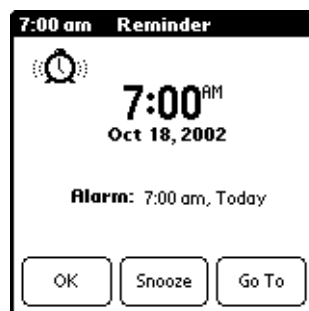 7:00 am Reminder
7:00AM
Oct 18, 2002
Alarm: 7:00 am, Today
OK Snooze Go To